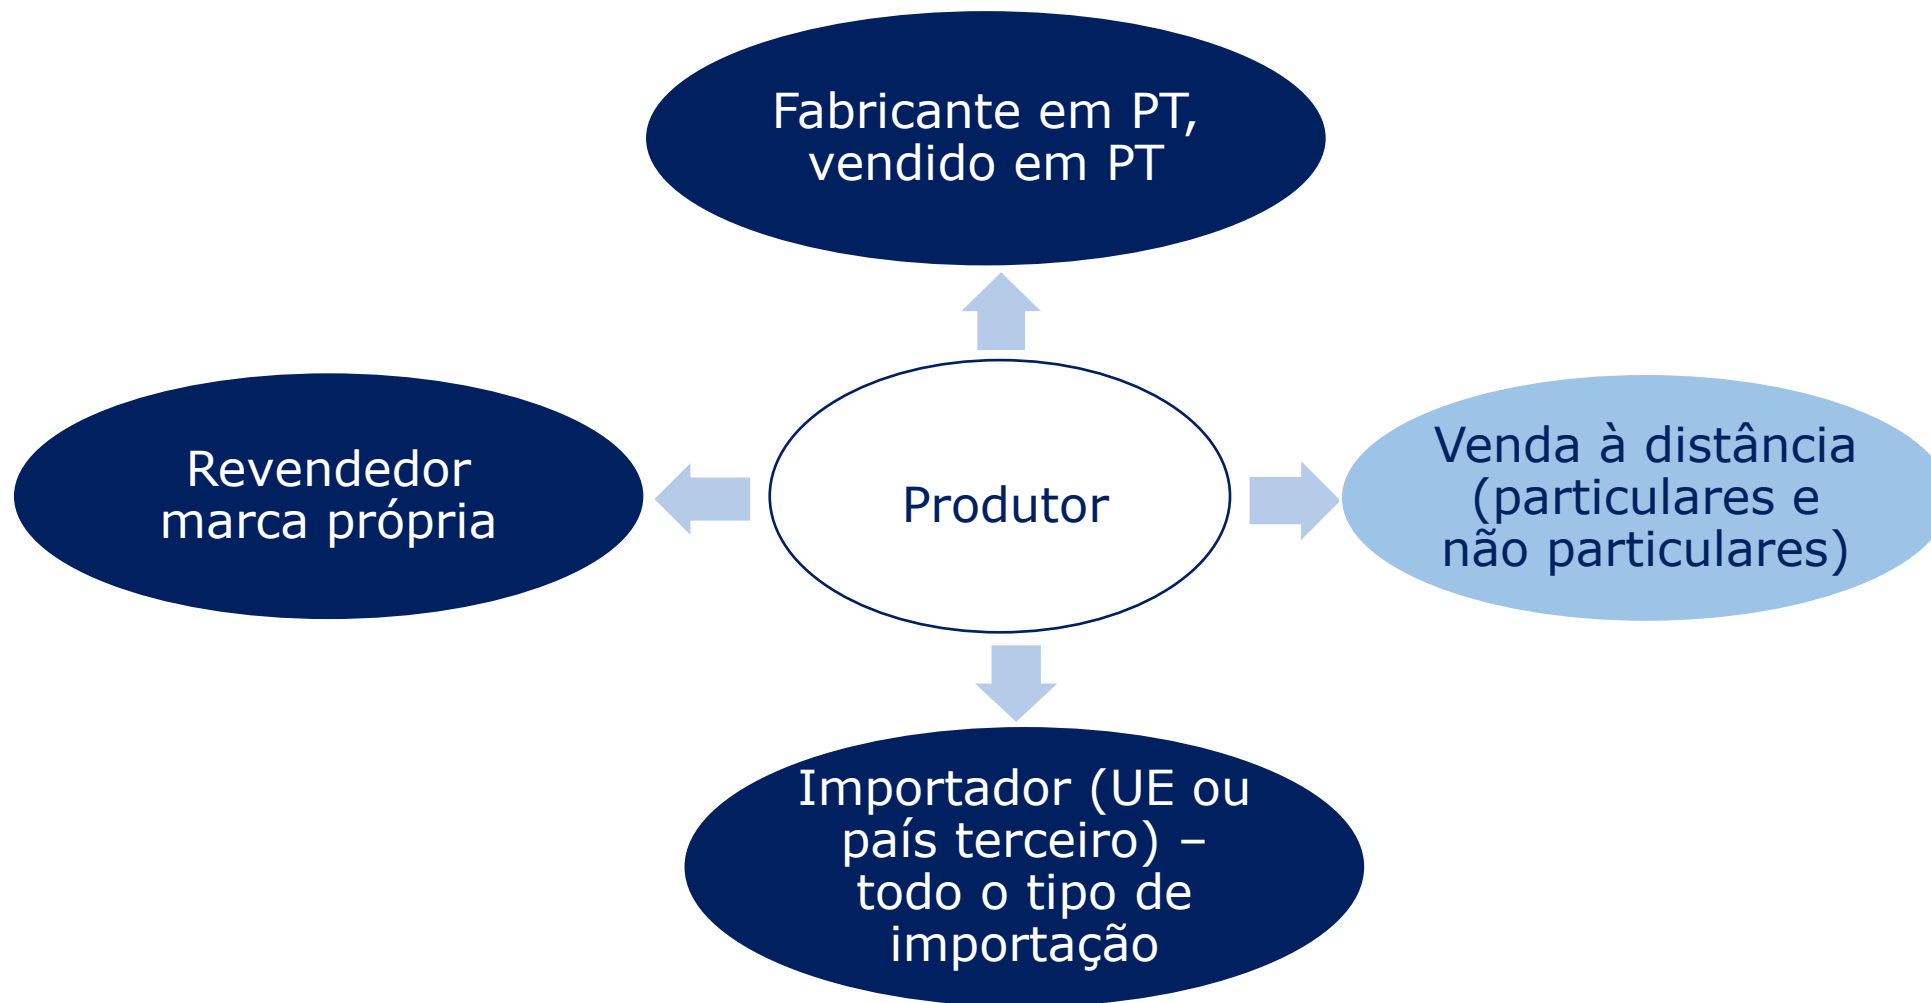 Fabricante em PT,
vendido em PT
Revendedor
marca própria
Produtor
Venda à distância
(particulares e
não particulares)
Importador (UE ou
país terceiro) –
todo o tipo de
importação